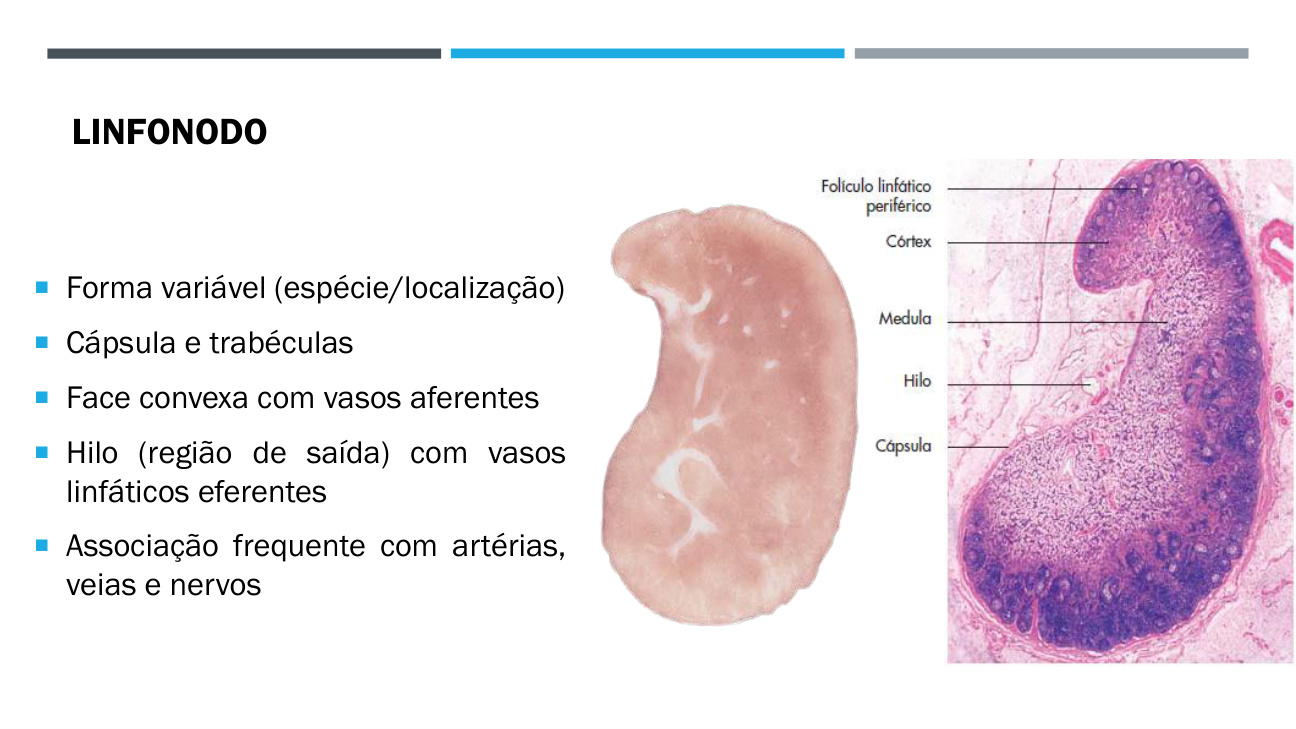 LINFONODO
Forma variável (espécie/localização)
Cápsula e trabéculas
Face convexa com vasos aferentes
Hilo (região de saída) com vasos
linfáticos eferentes
Associação frequente com artérias,
veias e nervos
Folículo linfático
periférico
Córtex
Medula
Hilo
Cápsula